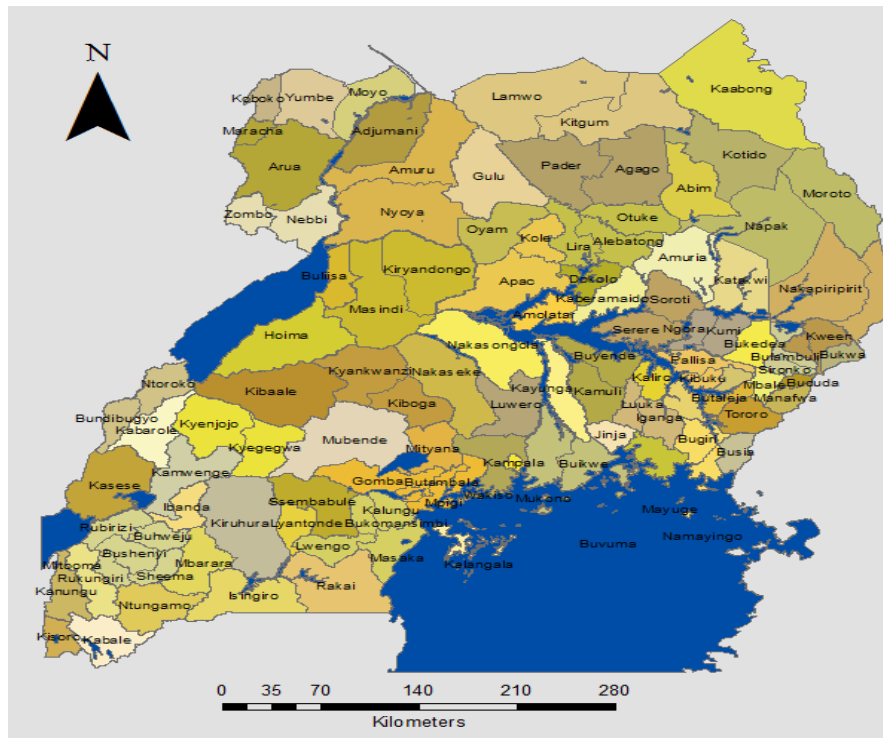 N
Koboko
Yumbe
Moyo
Maracha
Adjumani
Arua
Amuru
Zombo
Nebbi
Nyoya
Lamwo
Kitgum
Kaabong
Gulu
Pader
Agago
Kotido
Abim
Moroto
Napak
Oyam
Kole
Otuke
Lira
Alebatong
Amuria
Katakwi
Nakapiripirit
Buliisa
Kiryandongo
Apac
Dokolo
Kaberamaido
Soroti
Masindi
Amolatar
Serere
Ngora
Kumi
Bukedea
Kween
Bulambuli
Bukwa
Hoima
Nakasongola
Buyende
Pallisa
Sironko
Kyankwanzi
Nakaseke
Kayunga
Kamuli
Kaliro
Kibuku
Mbale
Bududa
Ntoroko
Kibaale
Kiboga
Luwero
Luuka
Iganga
Butaleja
Manafwa
Tororo
Bundibugyo
Kabarole
Kyenjojo
Kyegegwa
Mubende
Mityana
Jinja
Bugiri
Busia
Kasese
Kamwenge
Kampala
Buikwe
Gomba
Butambale
Ibanda
Ssembabule
Mpigi
Wakiso
Mukono
Mayuge
Rubirizi
Kiruhura
Lyantonde
Kalungu
Bukomansimbi
Buhweju
Namayingo
Mitooma
Bushenyi
Mbarara
Lwengo
Masaka
Kalangala
Buvuma
Rukungiri
Sheema
Kanungu
Ntungamo
Isingiro
Rakai
Kisoro
Kabale
0 35 70 140 210 280
Kilometers